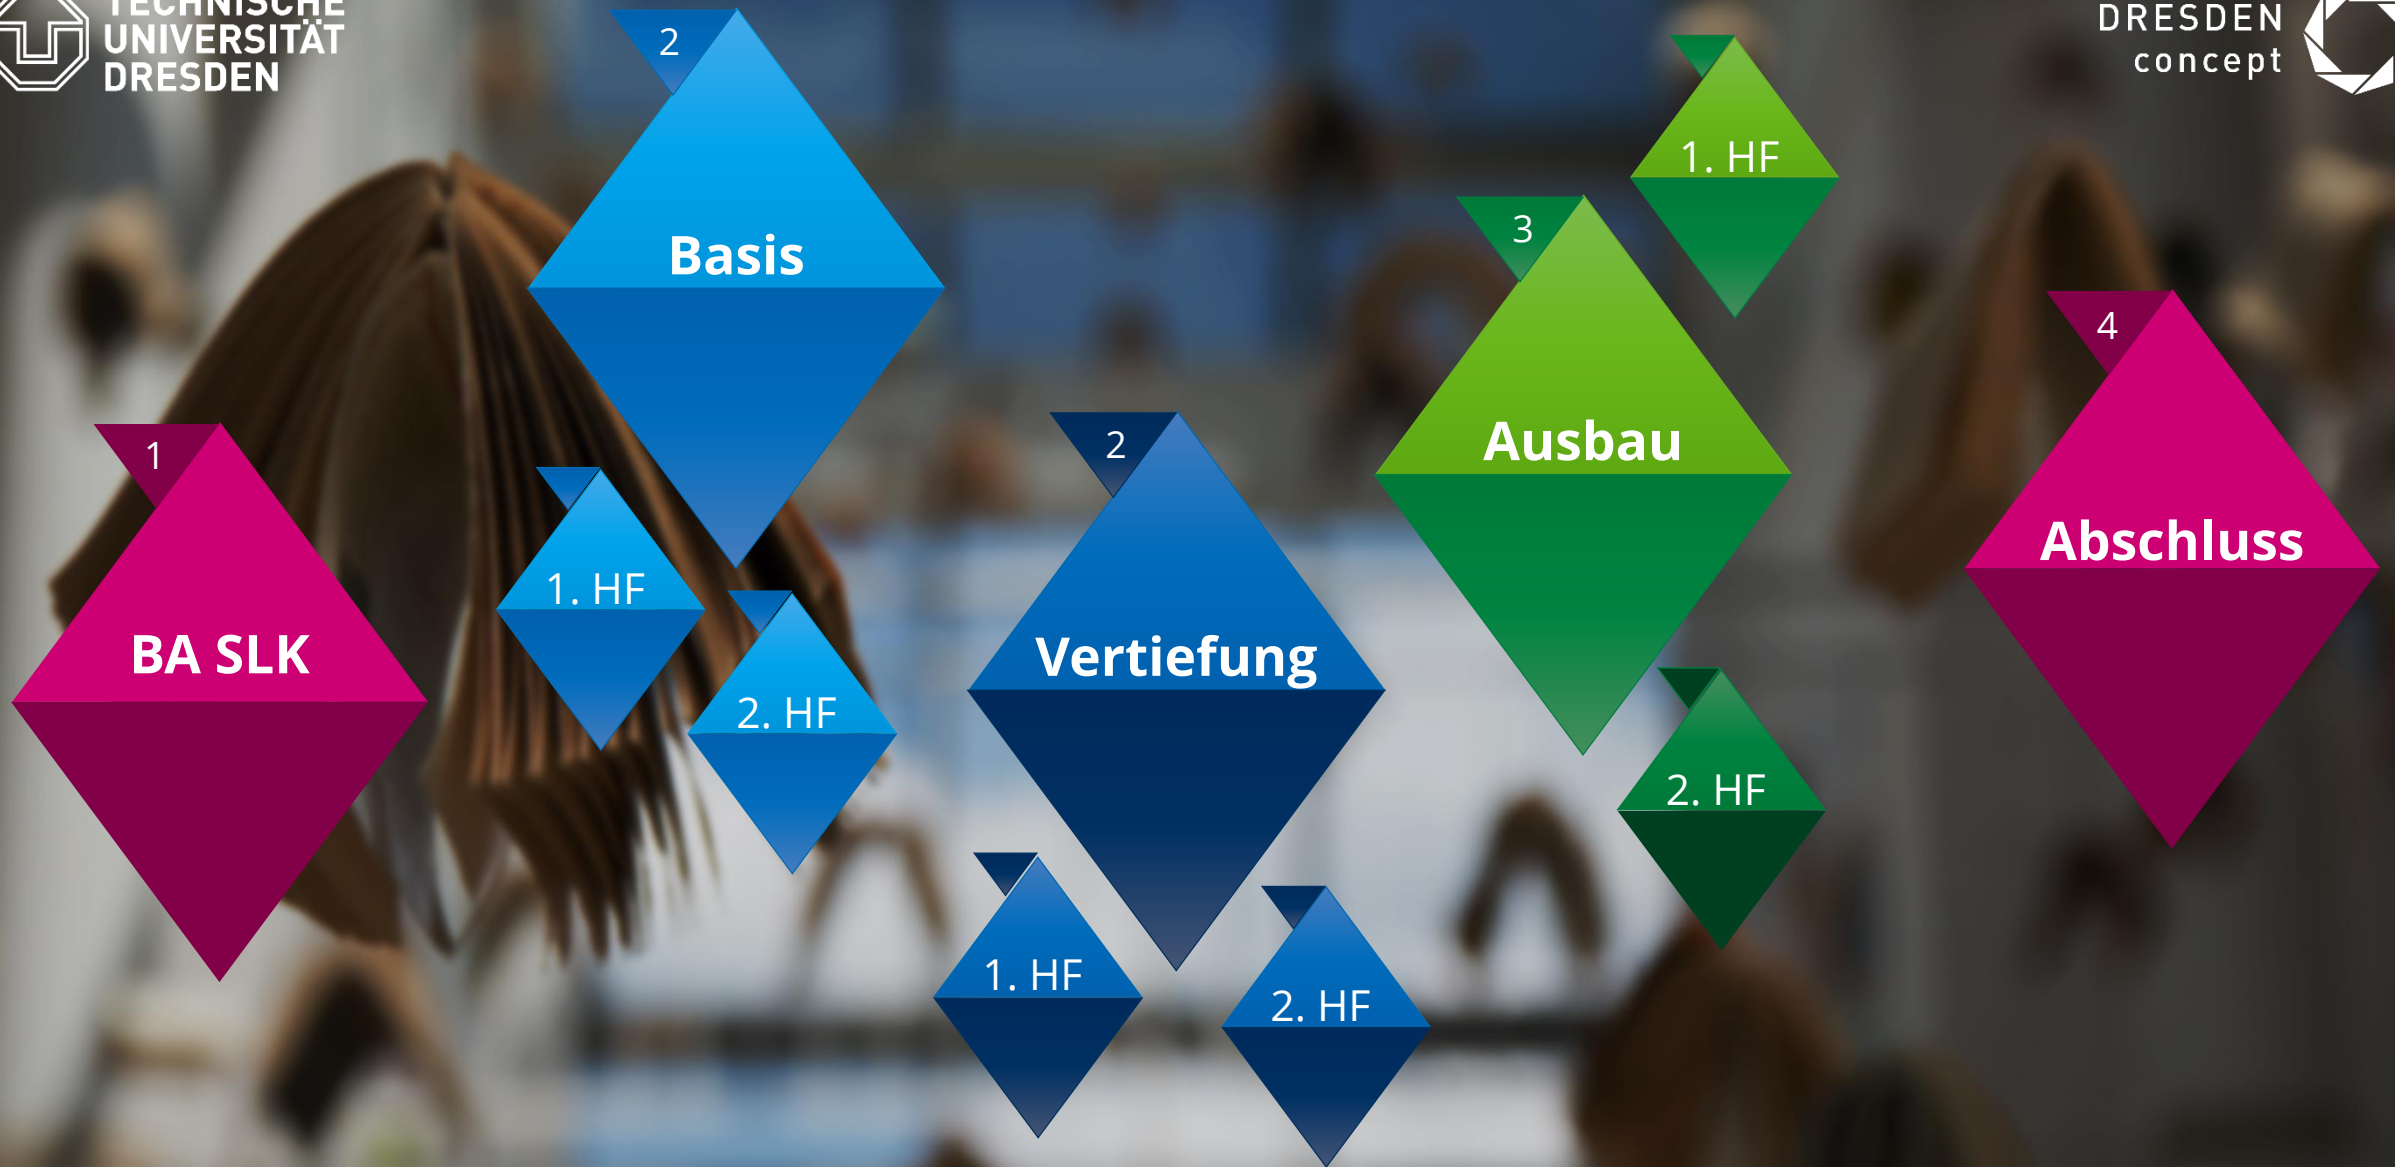 TECHNISCHE
UNIVERSITÄT
DRESDEN
DRESDEN
concept
1
BA SLK
2
Basis
1. HF
2. HF
2
Vertiefung
1. HF
2. HF
3
Ausbau
1. HF
2. HF
4
Abschluss